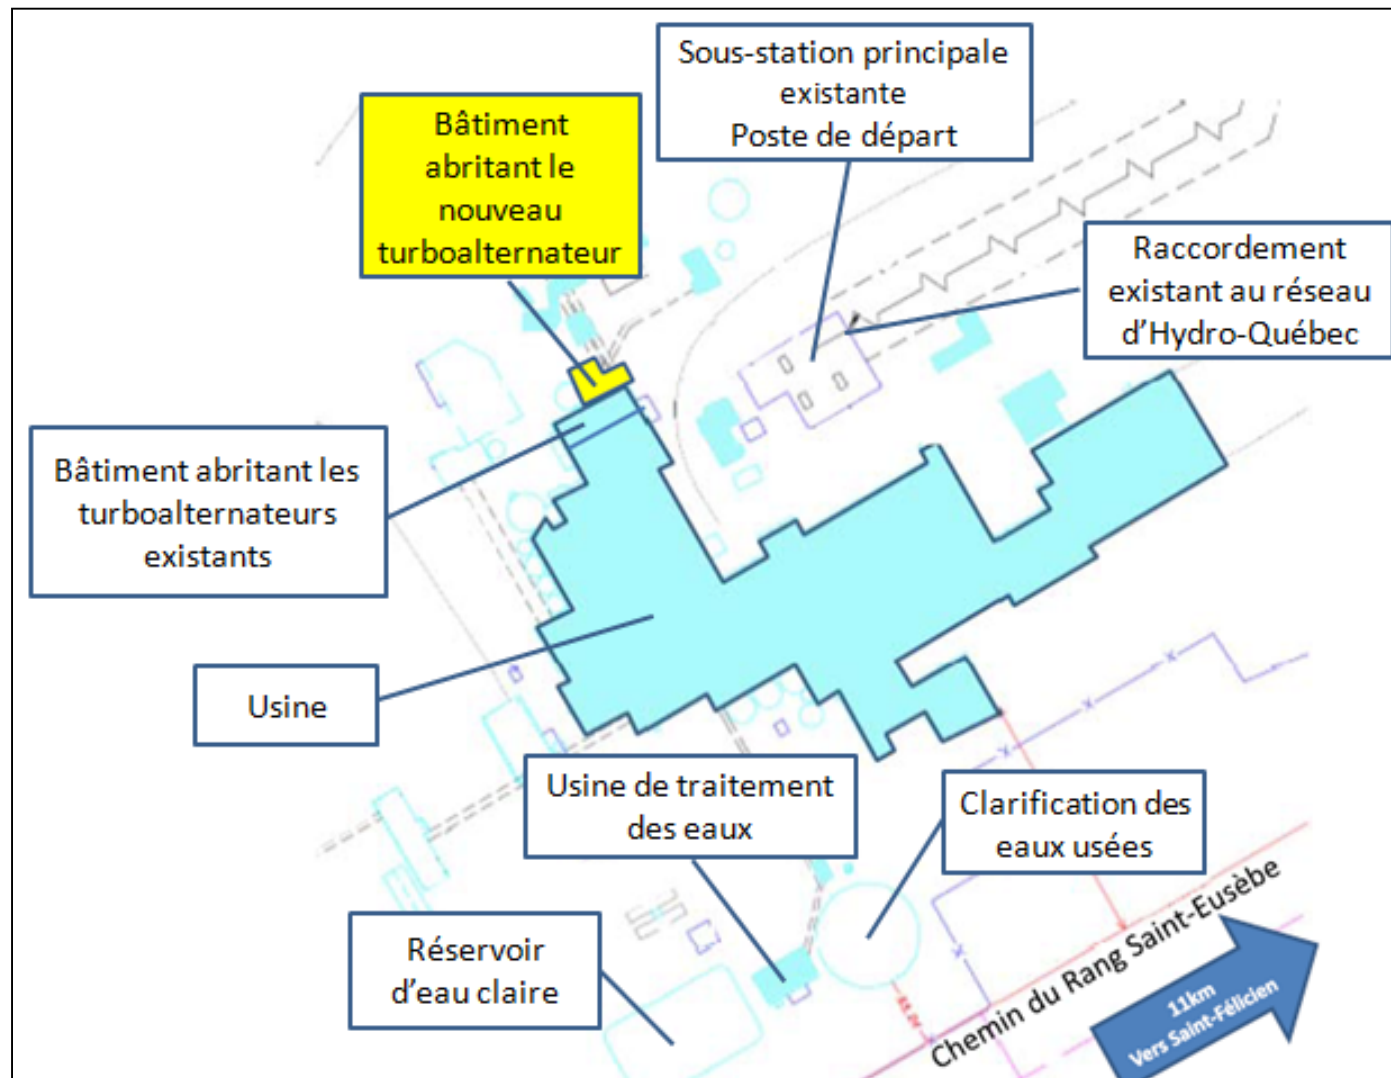 Sous-station principale
existante
Poste de départ
Bâtiment
abritant le
nouveau
turboalternateur
Raccordement
existant au réseau
d'Hydro-Québec
Bâtiment abritant les
turboalternateurs
existants
Usine
Usine de traitement
des eaux
Clarification des
eaux usées
Réservoir
d'eau claire
Chemin du Rang Saint-Eusèbe
11km
Vers Saint-Félicien